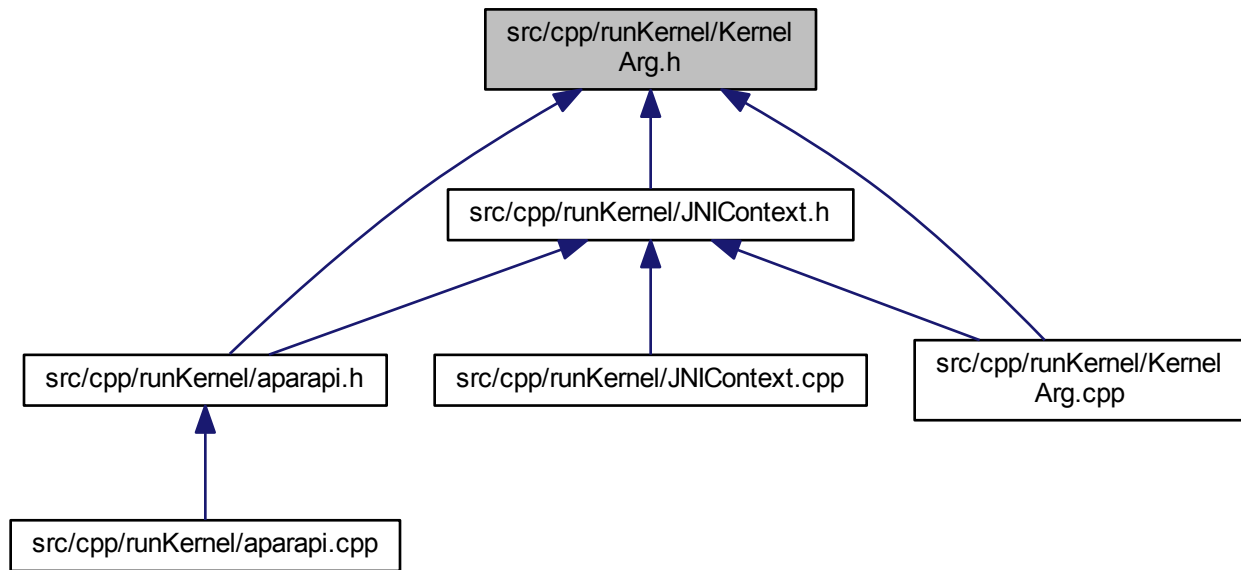 src/cpp/runKernel/Kernel
Arg.h
src/cpp/runKernel/JNIContext.h
src/cpp/runKernel/aparapi.h
src/cpp/runKernel/JNIContext.cpp
src/cpp/runKernel/Kernel
Arg.cpp
src/cpp/runKernel/aparapi.cpp